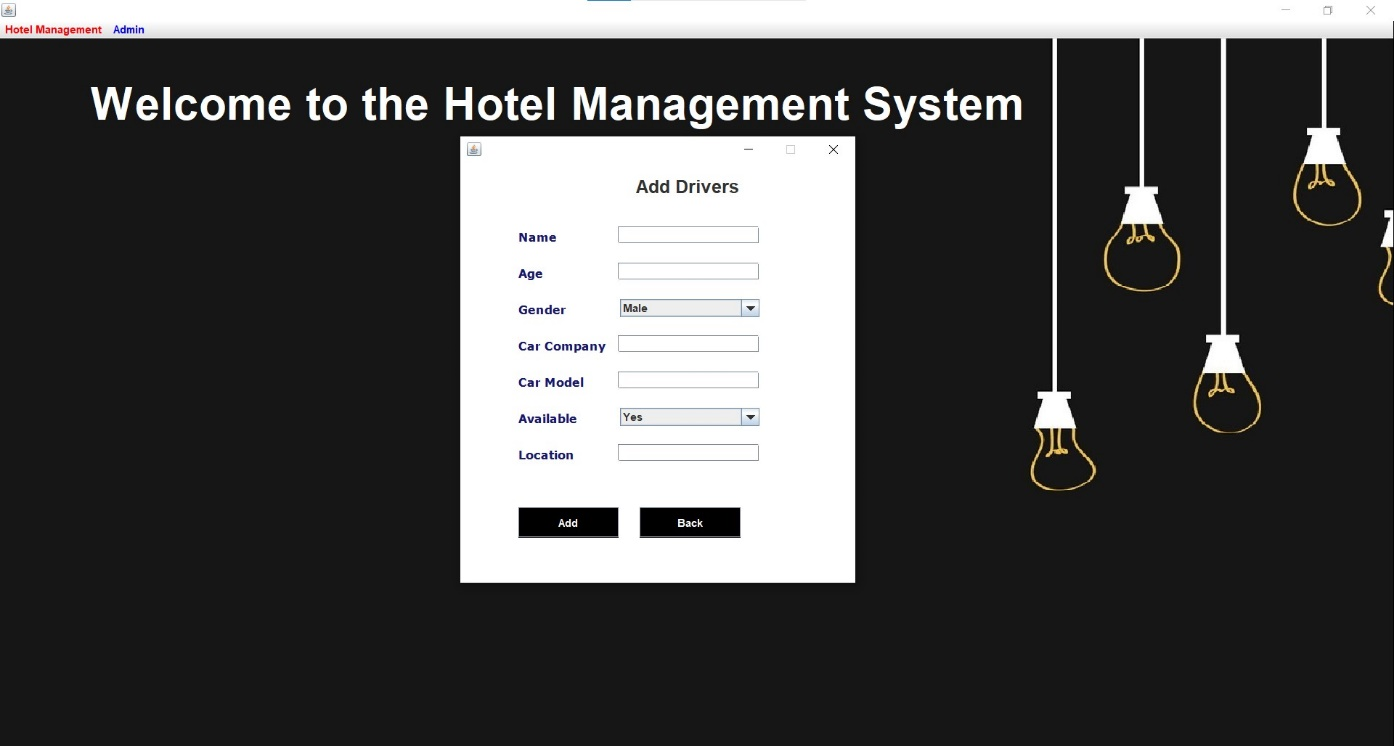 Hotel Management Admin
Welcome to the Hotel Management System
Add Drivers
Name
Age
Gender Male
Car Company
Car Model
Available Yes
Location
Add Back